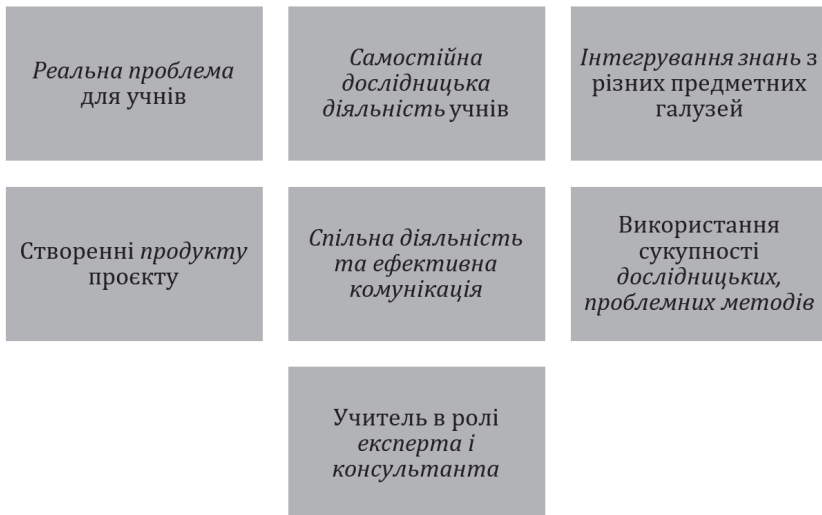 Реальна проблема
для учнів
Самостійна
дослідницька
діяльність учнів
Інтегрування знань з
різних предметних
галузей
Створенні продукту
проєкту
Спільна діяльність
та ефективна
комунікація
Використання
сукупності
дослідницьких,
проблемних методів
Учитель в ролі
експерта і
консультанта